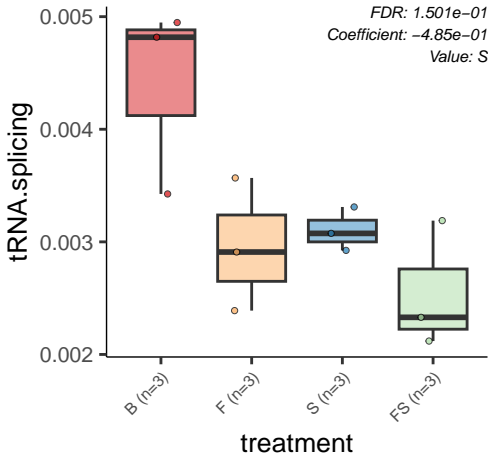 FDR: 1.501e−01
Coefficient: −4.85e−01
Value: S
tRNA.splicing
0.005
0.004
0.003
0.002
B (n=3)
F (n=3)
S (n=3)
FS (n=3)
treatment